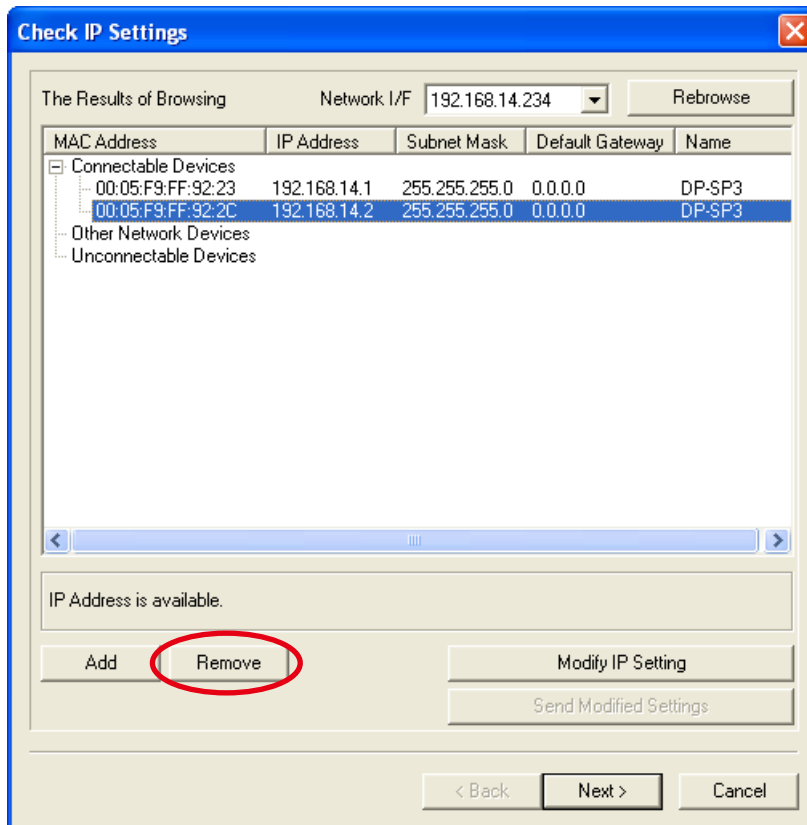 Check IP Settings
The Results of Browsing Network I/F 192.168.14.234 Rebrowse
MAC Address IP Address Subnet Mask Default Gateway Name
Connectable Devices
00:05:F9:FF:92:23 192.168.14.1 255.255.255.0 0.0.0.0 DP-SP3
00:05:F9:FF:92:2C 192.168.14.2 255.255.255.0 0.0.0.0 DP-SP3
Other Network Devices
Unconnectable Devices
IP Address is available.
Add Remove Modify IP Setting
Send Modified Settings
< Back Next > Cancel